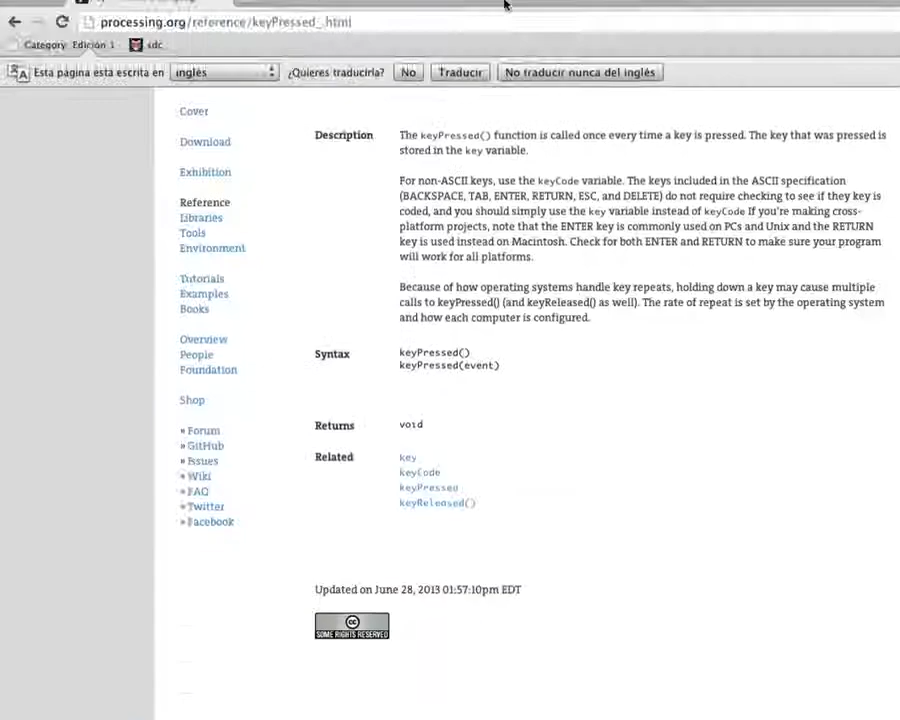 processing.org/reference/keyPressed_.html
Category: Edición 1
sdc
Esta página está escrita en
inglés
¿Quieres traducirla?
No
Traducir
No traducir nunca del inglés
Cover
Download
Exhibition
Reference
Libraries
Tools
Environment
Tutorials
Examples
Books
Overview
People
Foundation
Shop
» Forum
» GitHub
» Issues
» Wiki
» FAQ
» Twitter
» Facebook
Description
The keyPressed() function is called once every time a key is pressed. The key that was pressed is
stored in the key variable.
For non-ASCII keys, use the keyCode variable. The keys included in the ASCII specification
(BACKSPACE, TAB, ENTER, RETURN, ESC, and DELETE) do not require checking to see if they key is
coded, and you should simply use the key variable instead of keyCode If you're making cross-
platform projects, note that the ENTER key is commonly used on PCs and Unix and the RETURN
key is used instead on Macintosh. Check for both ENTER and RETURN to make sure your program
will work for all platforms.
Because of how operating systems handle key repeats, holding down a key may cause multiple
calls to keyPressed() (and keyReleased() as well). The rate of repeat is set by the operating system
and how each computer is configured.
Syntax
keyPressed()
keyPressed(event)
Returns
void
Related
key
keyCode
keyPressed
keyReleased()
Updated on June 28, 2013 01:57:10pm EDT
cc
SOME RIGHTS RESERVED